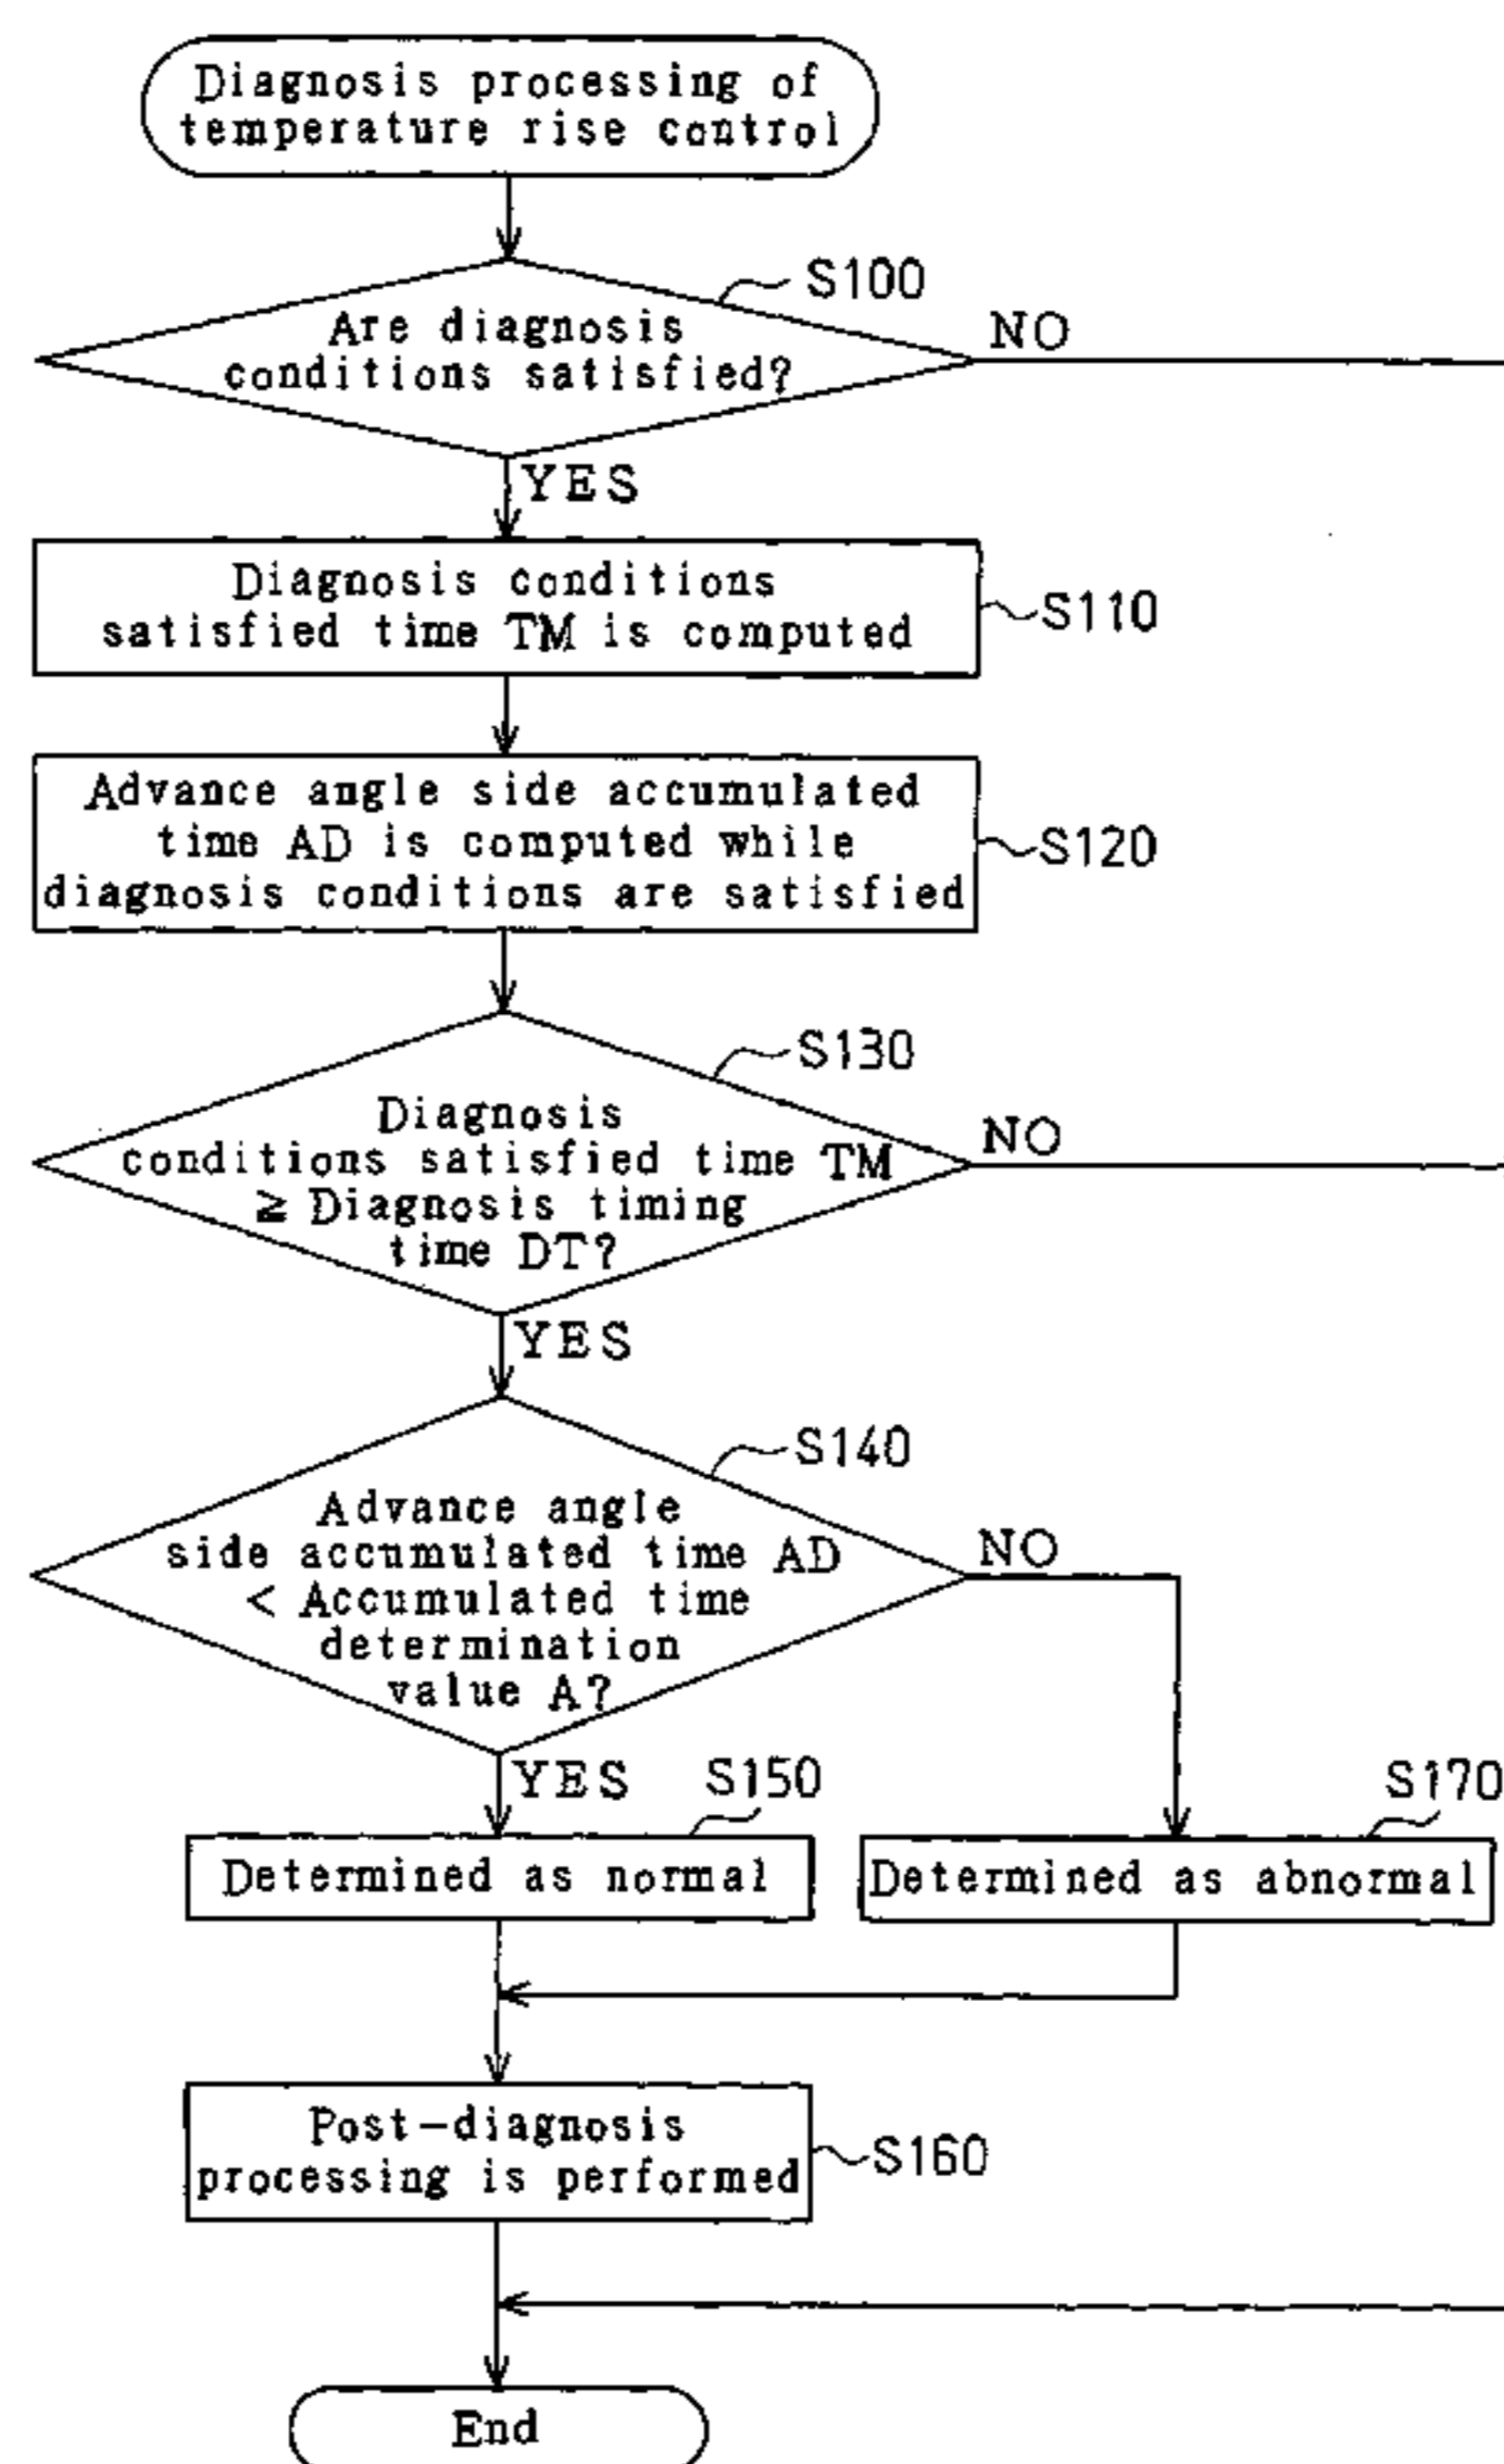 Diagnosis processing of
temperature rise control
S100
Are diagnosis
conditions satisfied?
NO
YES
Diagnosis conditions
satisfied time TM is computed
S110
Advance angle side accumulated
time AD is computed while
diagnosis conditions are satisfied
S120
S130
Diagnosis
conditions satisfied time TM
≧ Diagnosis timing
time DT?
NO
YES
S140
Advance angle
side accumulated time AD
< Accumulated time
determination
value A?
NO
YES
S150
S170
Determined as normal
Determined as abnormal
Post-diagnosis
processing is performed
S160
End